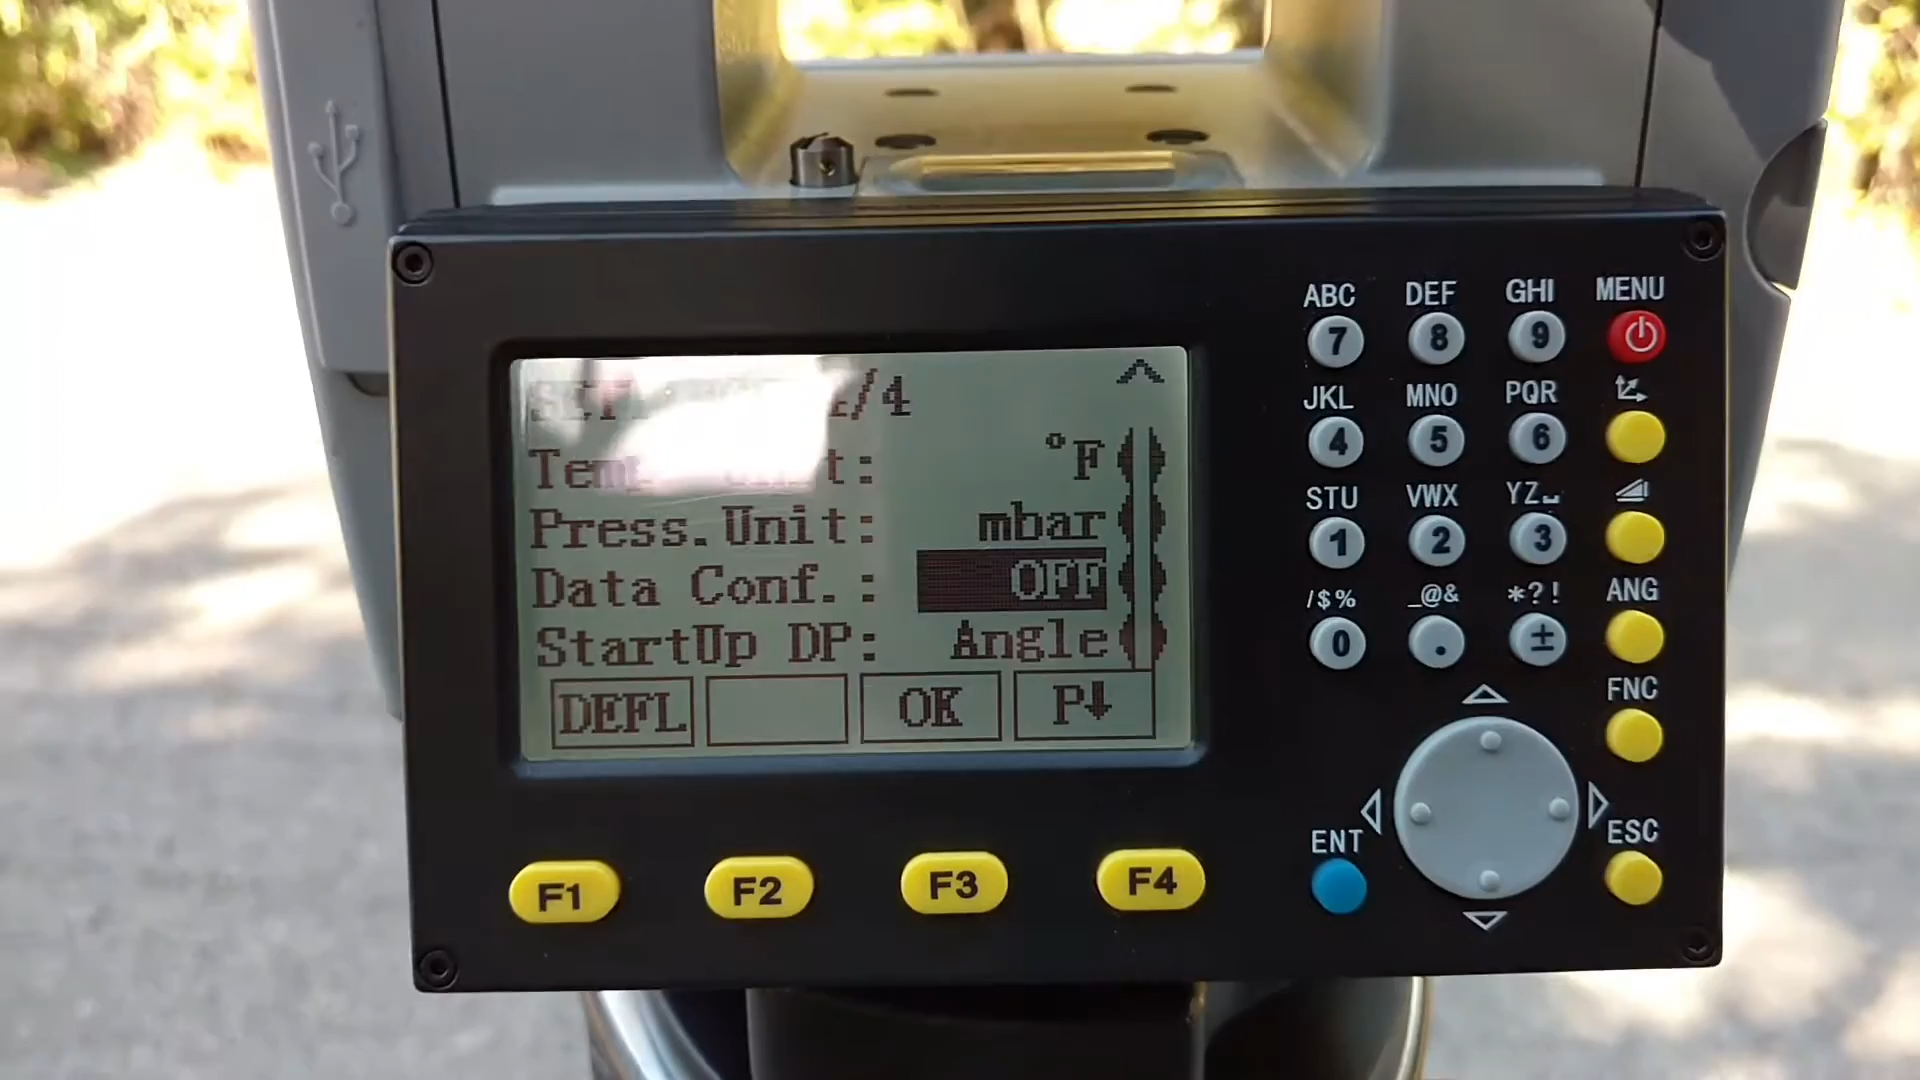 /4
°F
Press.Unit: mbar
Data Conf.: OFF
StartUp DP: Angle
DEFL OK P↓
F1 F2 F3 F4
ABC DEF GHI MENU
7 8 9
JKL MNO PQR
4 5 6
STU VWX YZ
1 2 3
/$% _@& *?! ANG
0 . ±
FNC
ENT ESC